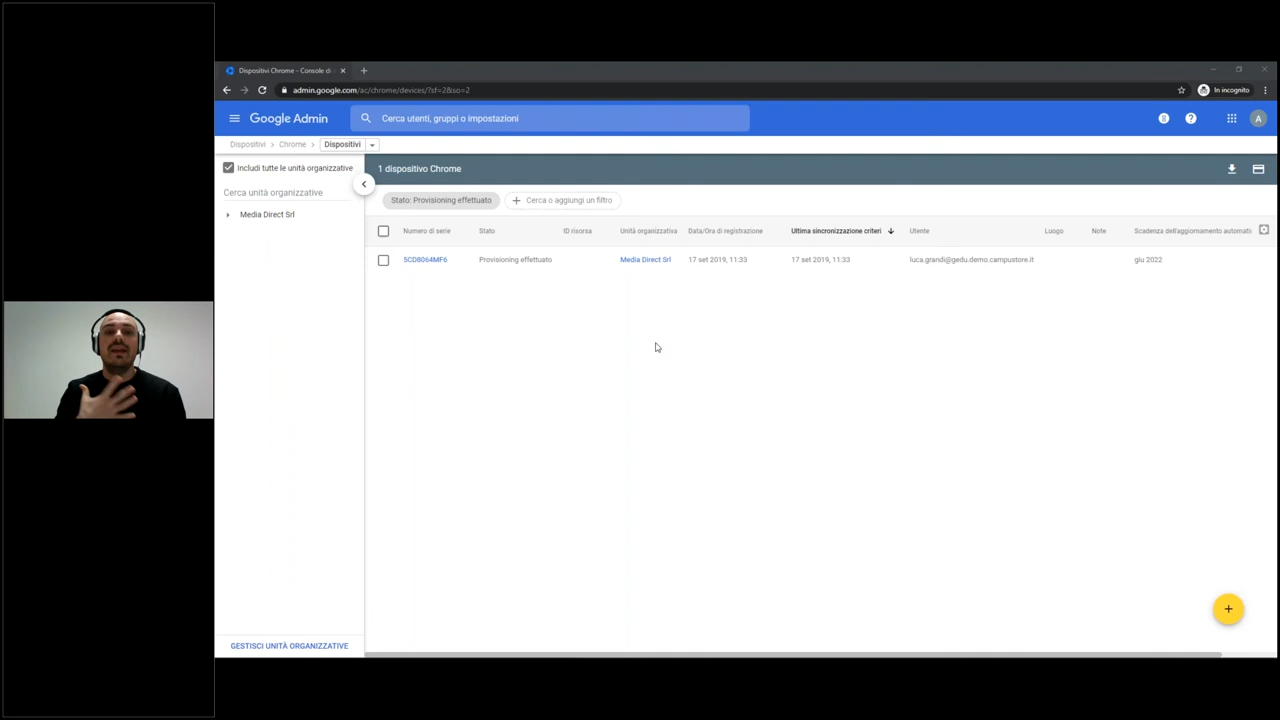 Dispositivi Chrome – Console di
admin.google.com/ac/chrome/devices/?sf=2&so=2
In incognito
Google Admin
Cerca utenti, gruppi o impostazioni
A
Dispositivi > Chrome > Dispositivi
Includi tutte le unità organizzative
Cerca unità organizzative
Media Direct Srl
GESTISCI UNITÀ ORGANIZZATIVE
1 dispositivo Chrome
Stato: Provisioning effettuato
Cerca o aggiungi un filtro
Numero di serie Stato ID risorsa Unità organizzativa Data/Ora di registrazione Ultima sincronizzazione criteri Utente Luogo Note Scadenza dell'aggiornamento automati
5CD8064MF6 Provisioning effettuato Media Direct Srl 17 set 2019, 11:33 17 set 2019, 11:33 luca.grandi@gedu.demo.campustore.it giu 2022